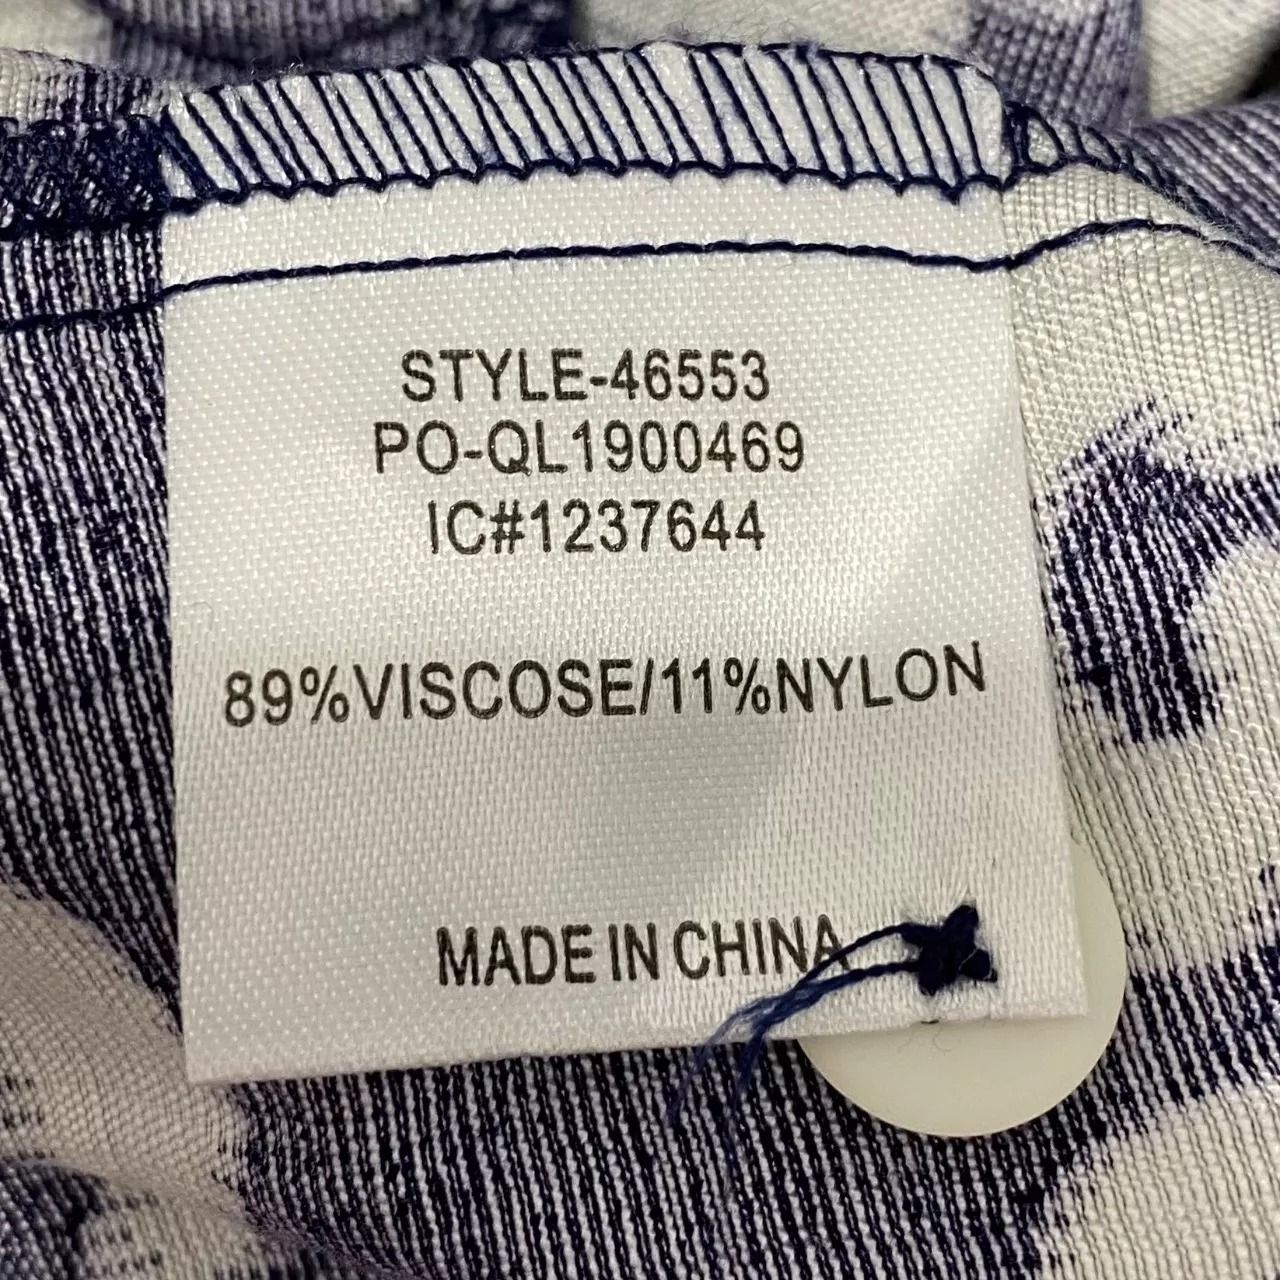 STYLE-46553
PO-QL1900469
IC#1237644
89%VISCOSE/11%NYLON
MADE IN CHINA